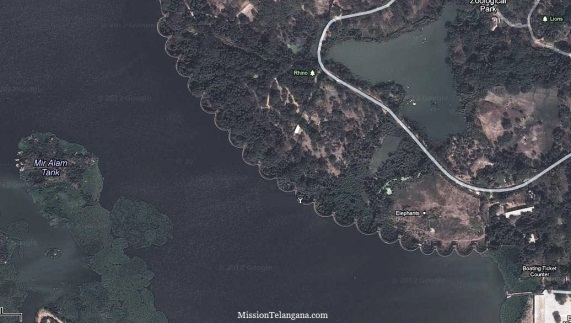 Zoological
Park
Lions
Rhino
Mir Alam
Tank
Elephants
Boating Ticket
Counter
MissionTelangana.com